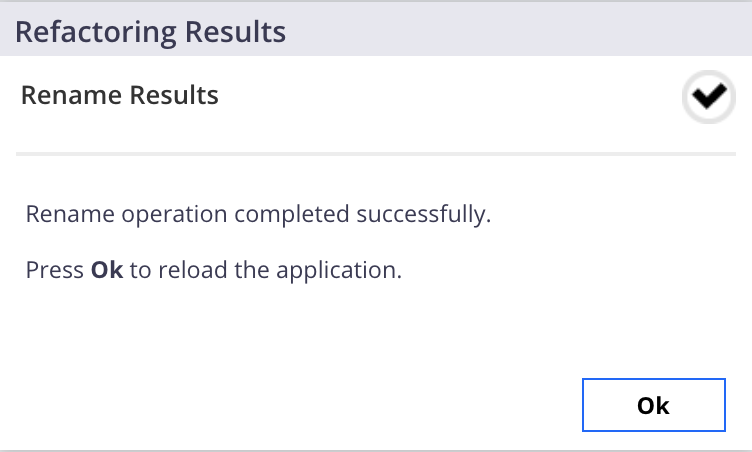 Refactoring Results
Rename Results
Rename operation completed successfully.
Press Ok to reload the application.
Ok